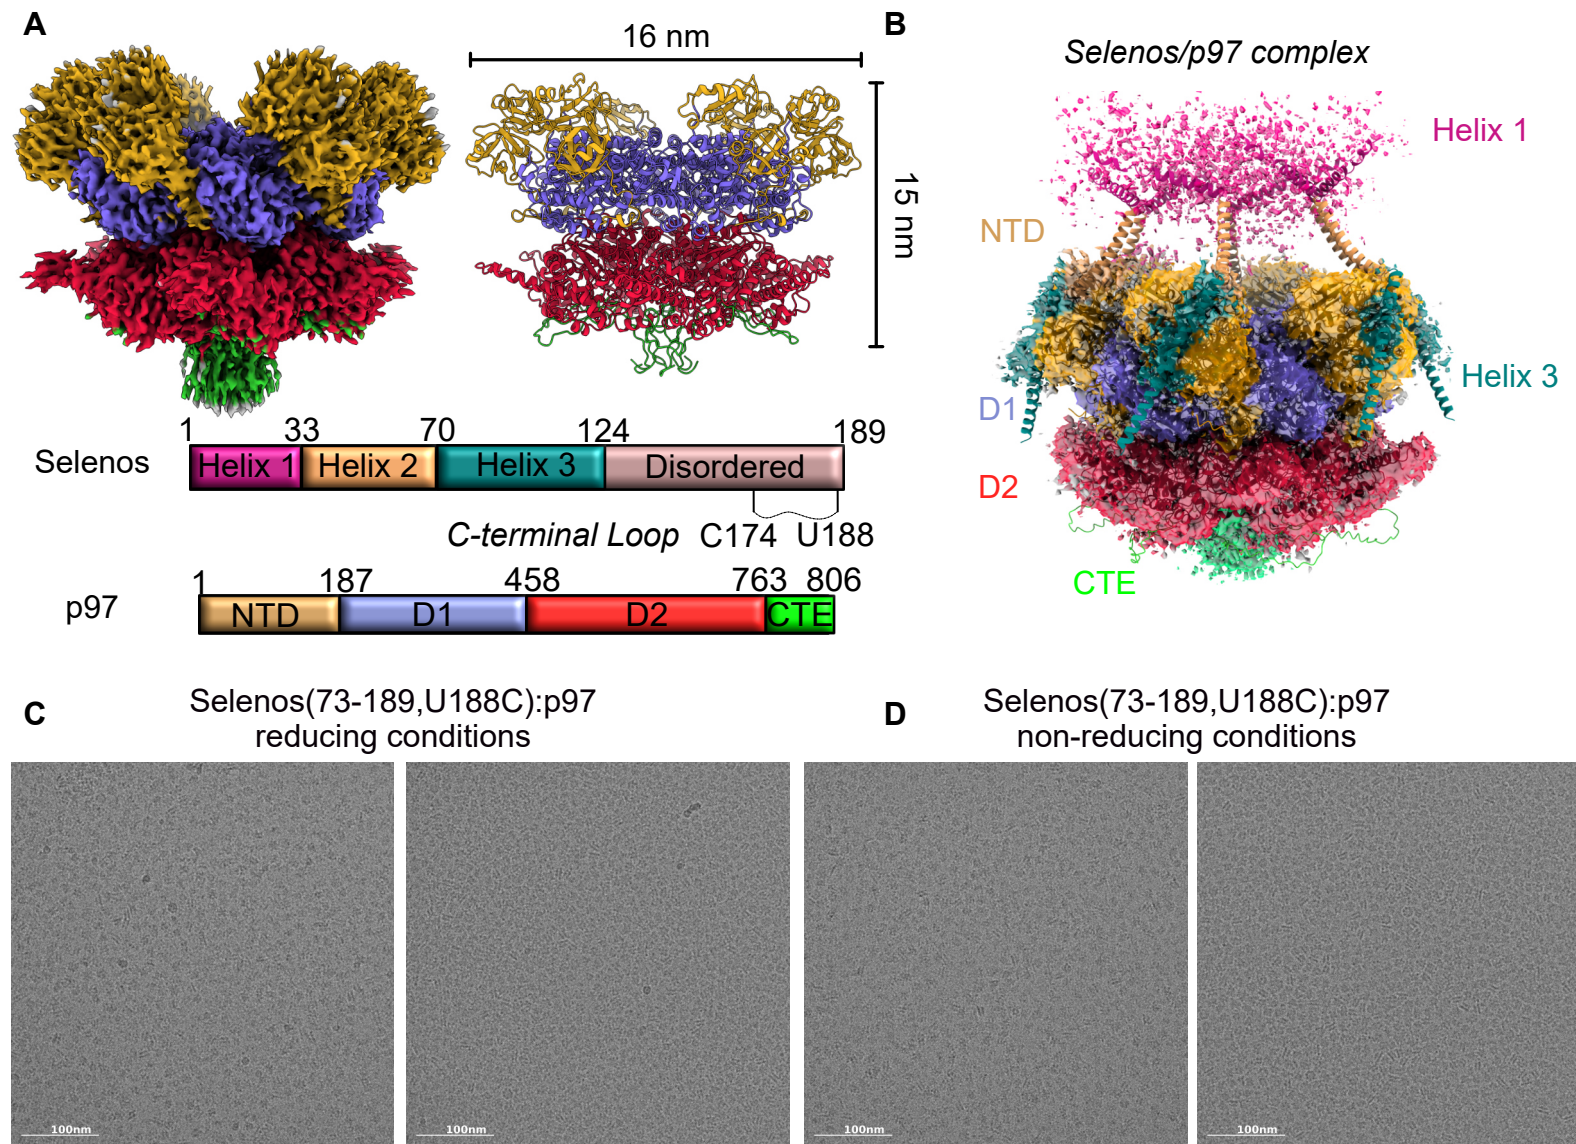 A
16 nm
15 nm
B
Selenos/p97 complex
Helix 1
NTD
D1
Helix 3
D2
CTE
1 33 70 124 189
Selenos Helix 1 Helix 2 Helix 3 Disordered
C-terminal Loop C174 U188
1 187 458 763 806
p97 NTD D1 D2 CTE
C
Selenos(73-189,U188C):p97
reducing conditions
100nm
100nm
D
Selenos(73-189,U188C):p97
non-reducing conditions
100nm
100nm